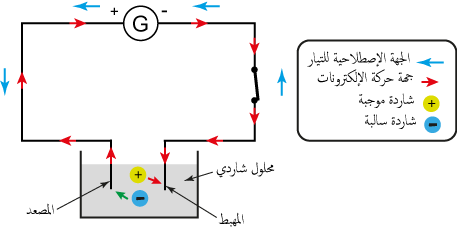 + G -
الجهة الإصطلاحية للتيار
جهة حركة الإلكترونات
+ شاردة موجبة
- شاردة سالبة
محلول شاردي
+
-
المصعد
المهبط